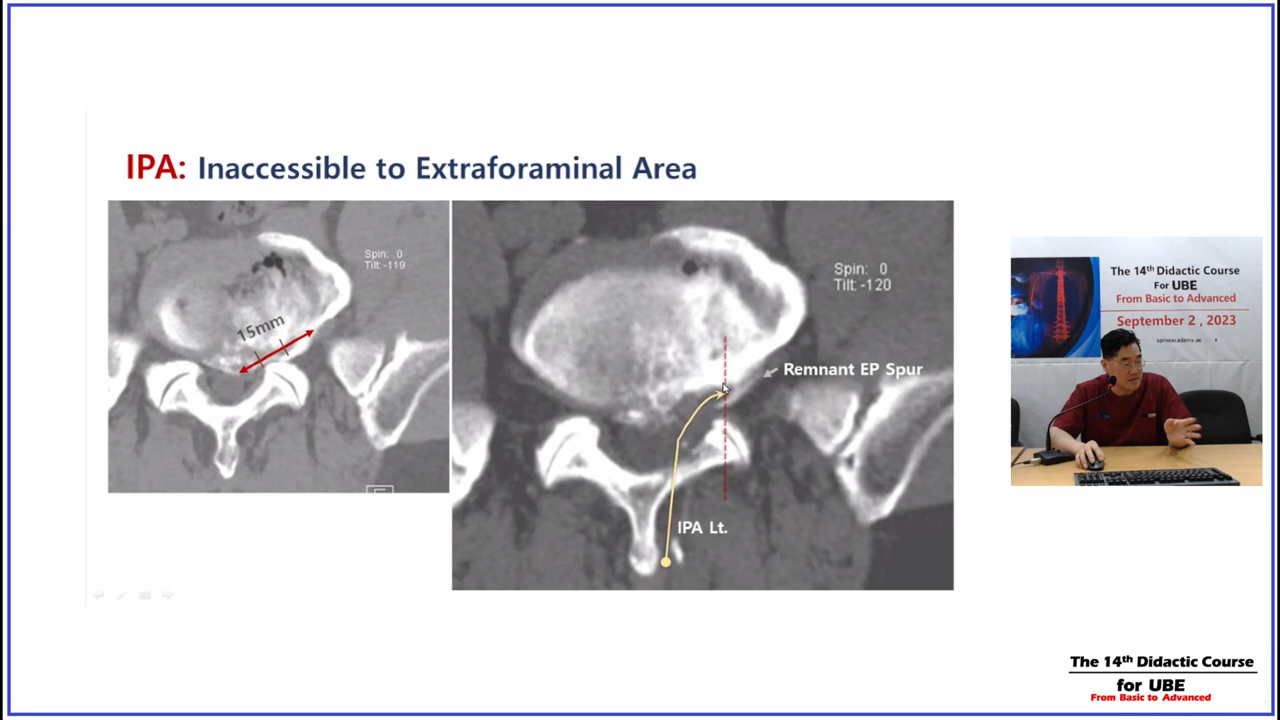 IPA: Inaccessible to Extraforaminal Area
Spin: 0
Tilt: -119
15mm
Spin: 0
Tilt: -120
Remnant EP Spur
IPA Lt.
The 14th Didactic Course
For UBE
From Basic to Advanced
September 2 , 2023
The 14th Didactic Course
for UBE
From Basic to Advanced